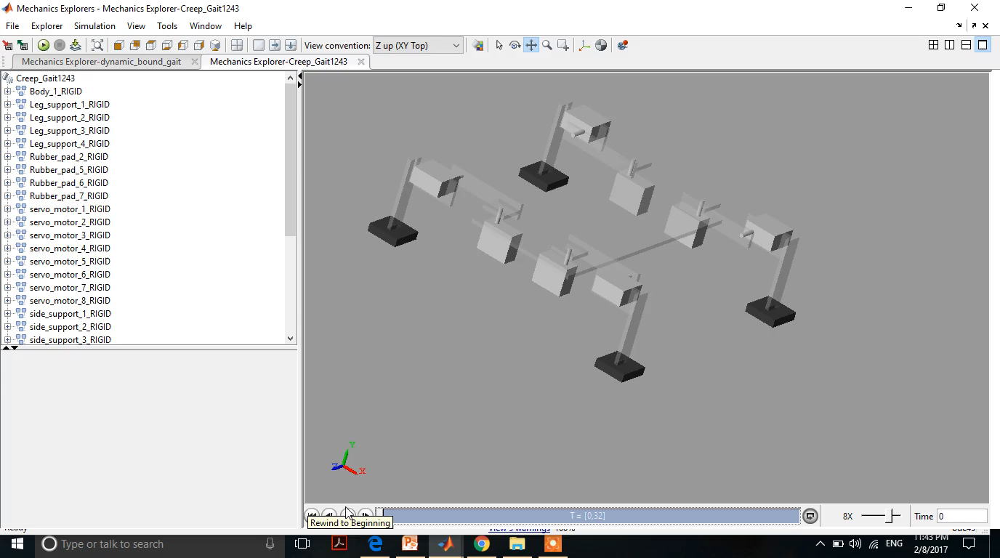 Mechanics Explorers - Mechanics Explorer-Creep_Gait1243
File Explorer Simulation View Tools Window Help
View convention: Z up (XY Top)
Mechanics Explorer-dynamic_bound_gait
Mechanics Explorer-Creep_Gait1243
Creep_Gait1243
Body_1_RIGID
Leg_support_1_RIGID
Leg_support_2_RIGID
Leg_support_3_RIGID
Leg_support_4_RIGID
Rubber_pad_2_RIGID
Rubber_pad_5_RIGID
Rubber_pad_6_RIGID
Rubber_pad_7_RIGID
servo_motor_1_RIGID
servo_motor_2_RIGID
servo_motor_3_RIGID
servo_motor_4_RIGID
servo_motor_5_RIGID
servo_motor_6_RIGID
servo_motor_7_RIGID
servo_motor_8_RIGID
side_support_1_RIGID
side_support_2_RIGID
side_support_3_RIGID
Y
Z
X
T = [0,32]
8X
Time 0
Rewind to Beginning
Ready
View 5 warnings 100%
Type or talk to search
ENG
11:43 PM
2/8/2017